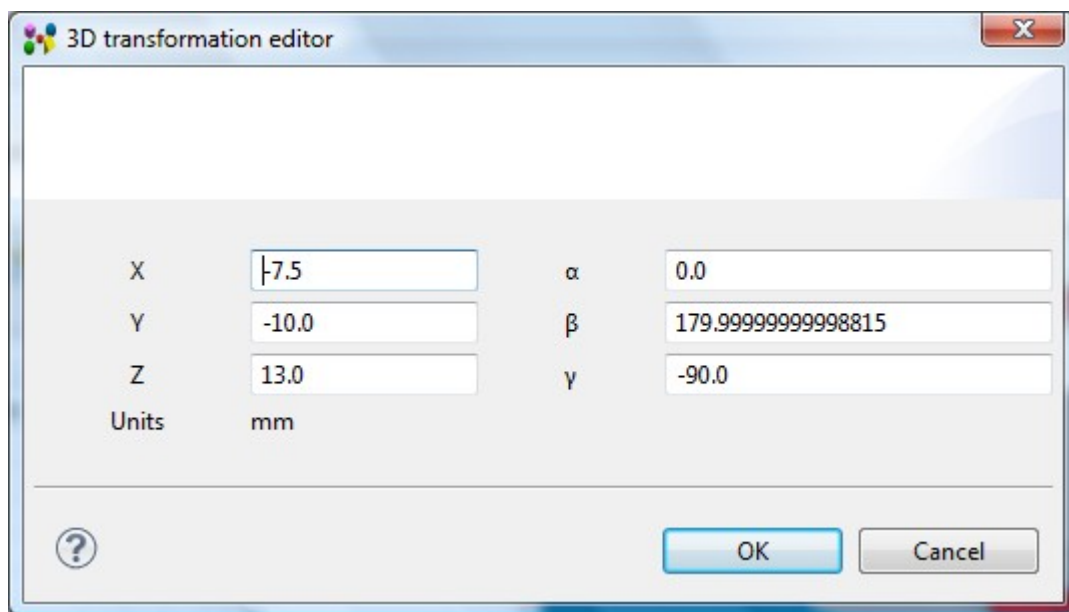 3D transformation editor
X -7.5 α 0.0
Y -10.0 β 179.99999999998815
Z 13.0 γ -90.0
Units mm
? OK Cancel